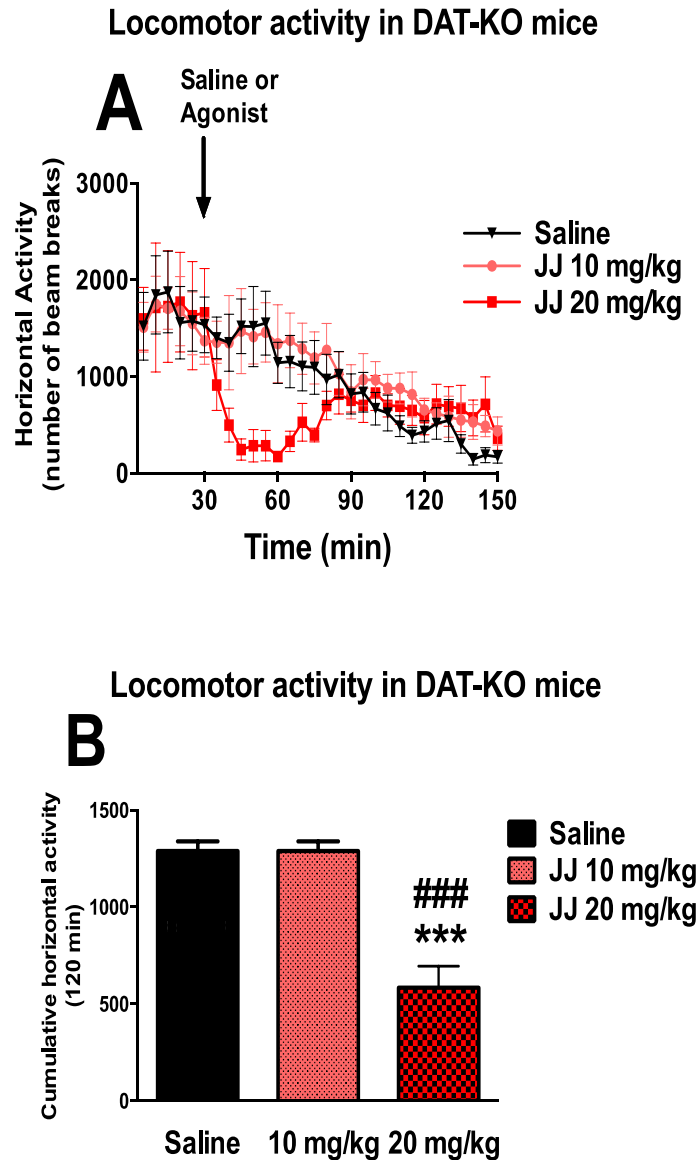 Locomotor activity in DAT-KO mice
A
Saline or
Agonist
3000
2000
1000
0
Horizontal Activity
(number of beam breaks)
30
60
90
120
150
Time (min)
Saline
JJ 10 mg/kg
JJ 20 mg/kg
Locomotor activity in DAT-KO mice
B
1500
1000
500
0
Cumulative horizontal activity
(120 min)
###
***
Saline
10 mg/kg
20 mg/kg
Saline
JJ 10 mg/kg
JJ 20 mg/kg